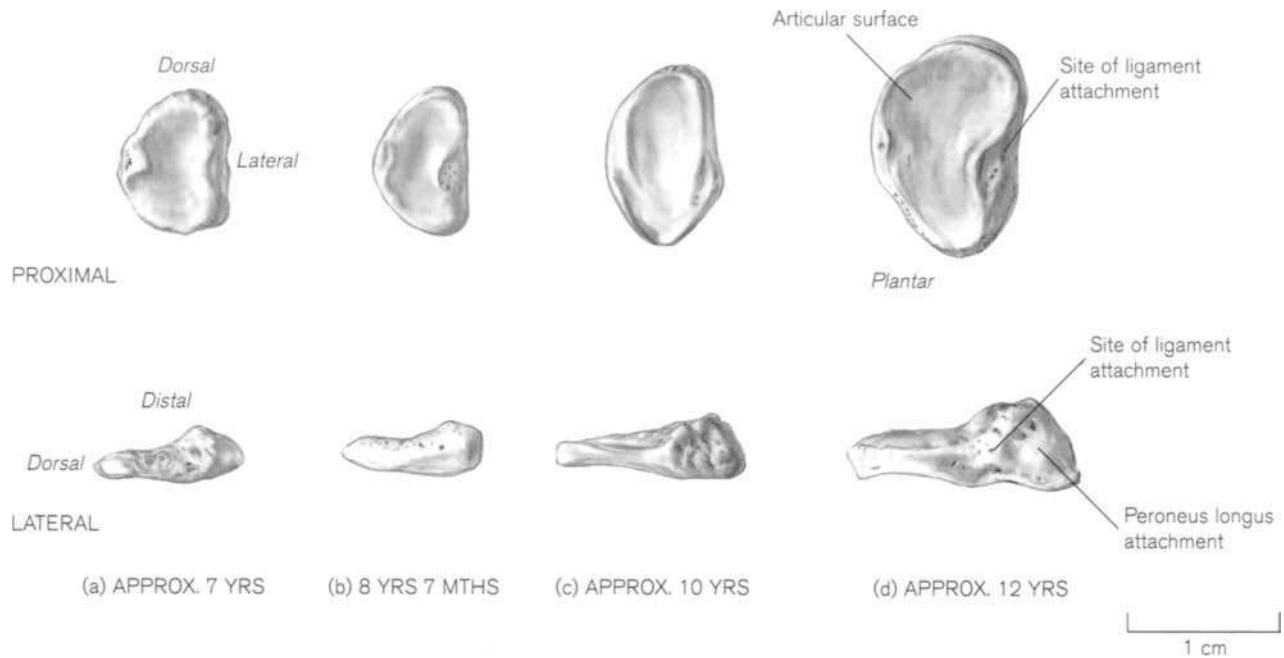 Articular surface
Dorsal
Site of ligament
attachment
Lateral
PROXIMAL
Plantar
Site of ligament
attachment
Distal
Dorsal
LATERAL
Peroneus longus
attachment
(a) APPROX. 7 YRS
(b) 8 YRS 7 MTHS
(c) APPROX. 10 YRS
(d) APPROX. 12 YRS
1 cm